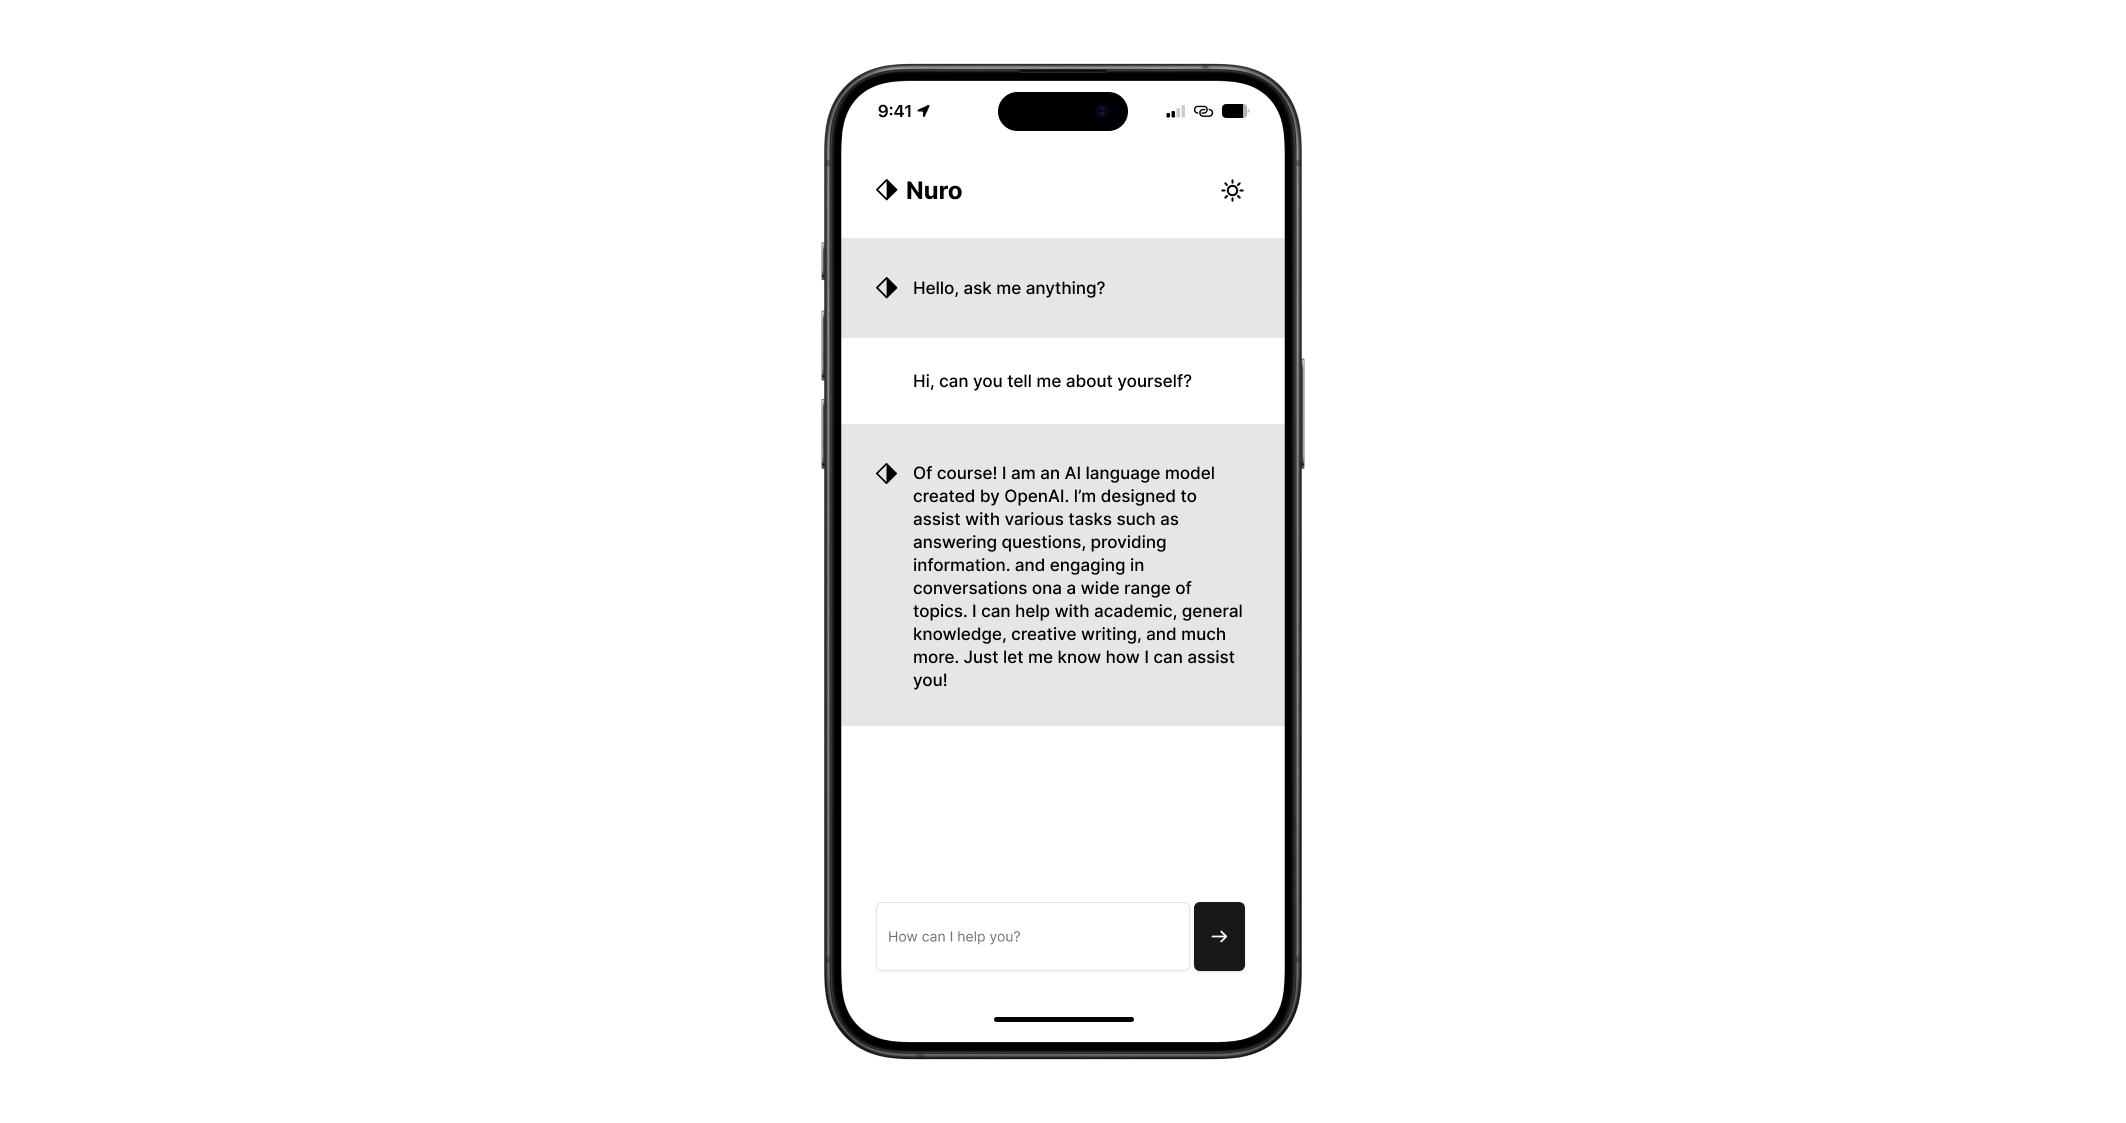 9:41
Nuro
Hello, ask me anything?
Hi, can you tell me about yourself?
Of course! I am an AI language model
created by OpenAI. I’m designed to
assist with various tasks such as
answering questions, providing
information. and engaging in
conversations ona a wide range of
topics. I can help with academic, general
knowledge, creative writing, and much
more. Just let me know how I can assist
you!
How can I help you?